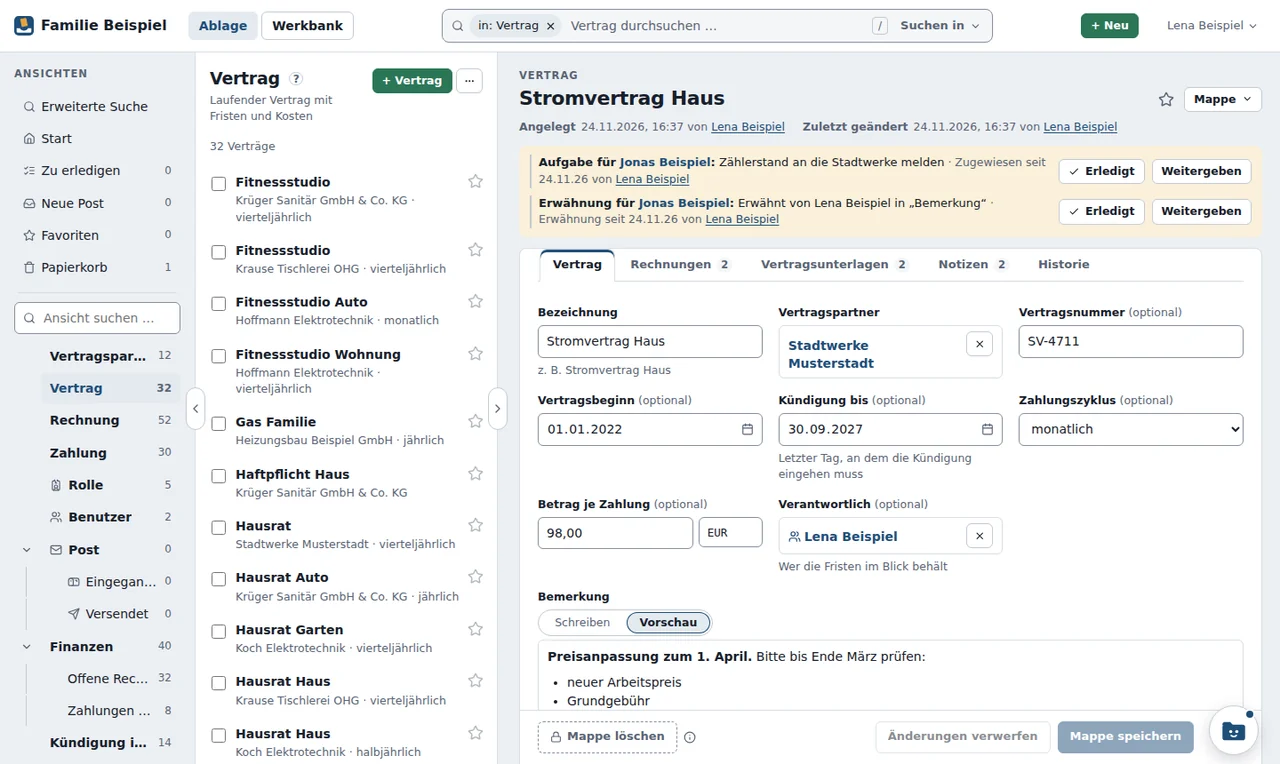 Familie Beispiel
Ablage
Werkbank
in: Vertrag ✕
Vertrag durchsuchen …
/
Suchen in
+ Neu
Lena Beispiel
ANSICHTEN
Erweiterte Suche
Start
Zu erledigen 0
Neue Post 0
Favoriten 0
Papierkorb 1
Ansicht suchen …
Vertragspar… 12
Vertrag 32
Rechnung 52
Zahlung 30
Rolle 5
Benutzer 2
Post 0
Eingegan… 0
Versendet 0
Finanzen 40
Offene Rec… 32
Zahlungen … 8
Kündigung i… 14
Vertrag ?
+ Vertrag
…
Laufender Vertrag mit
Fristen und Kosten
32 Verträge
Fitnessstudio
Krüger Sanitär GmbH & Co. KG ·
vierteljährlich
Fitnessstudio
Krause Tischlerei OHG · vierteljährlich
Fitnessstudio Auto
Hoffmann Elektrotechnik · monatlich
Fitnessstudio Wohnung
Hoffmann Elektrotechnik ·
vierteljährlich
Gas Familie
Heizungsbau Beispiel GmbH · jährlich
Haftpflicht Haus
Krüger Sanitär GmbH & Co. KG
Hausrat
Stadtwerke Musterstadt · vierteljährlich
Hausrat Auto
Krüger Sanitär GmbH & Co. KG · jährlich
Hausrat Garten
Koch Elektrotechnik · vierteljährlich
Hausrat Haus
Krause Tischlerei OHG · vierteljährlich
Hausrat Haus
Koch Elektrotechnik · halbjährlich
VERTRAG
Stromvertrag Haus
Mappe
Angelegt 24.11.2026, 16:37 von Lena Beispiel Zuletzt geändert 24.11.2026, 16:37 von Lena Beispiel
Aufgabe für Jonas Beispiel: Zählerstand an die Stadtwerke melden · Zugewiesen seit
24.11.26 von Lena Beispiel
✓ Erledigt
Weitergeben
Erwähnung für Jonas Beispiel: Erwähnt von Lena Beispiel in „Bemerkung“ ·
Erwähnung seit 24.11.26 von Lena Beispiel
✓ Erledigt
Weitergeben
Vertrag
Rechnungen 2
Vertragsunterlagen 2
Notizen 2
Historie
Bezeichnung
Stromvertrag Haus
z. B. Stromvertrag Haus
Vertragspartner
Stadtwerke
Musterstadt
✕
Vertragsnummer (optional)
SV-4711
Vertragsbeginn (optional)
01.01.2022
Kündigung bis (optional)
30.09.2027
Letzter Tag, an dem die Kündigung
eingehen muss
Zahlungszyklus (optional)
monatlich
Betrag je Zahlung (optional)
98,00
EUR
Verantwortlich (optional)
Lena Beispiel
✕
Wer die Fristen im Blick behält
Bemerkung
Schreiben
Vorschau
Preisanpassung zum 1. April. Bitte bis Ende März prüfen:
• neuer Arbeitspreis
• Grundgebühr
Mappe löschen
Änderungen verwerfen
Mappe speichern